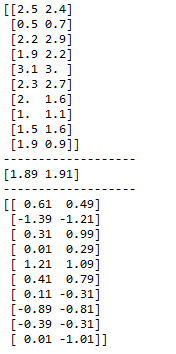 [[2.5 2.4]
 [0.5 0.7]
 [2.2 2.9]
 [1.9 2.2]
 [3.1 3. ]
 [2.3 2.7]
 [2.  1.6]
 [1.  1.1]
 [1.5 1.6]
 [1.9 0.9]]
-------------------
[1.89 1.91]
-------------------
[[ 0.61  0.49]
 [-1.39 -1.21]
 [ 0.31  0.99]
 [ 0.01  0.29]
 [ 1.21  1.09]
 [ 0.41  0.79]
 [ 0.11 -0.31]
 [-0.89 -0.81]
 [-0.39 -0.31]
 [ 0.01 -1.01]]